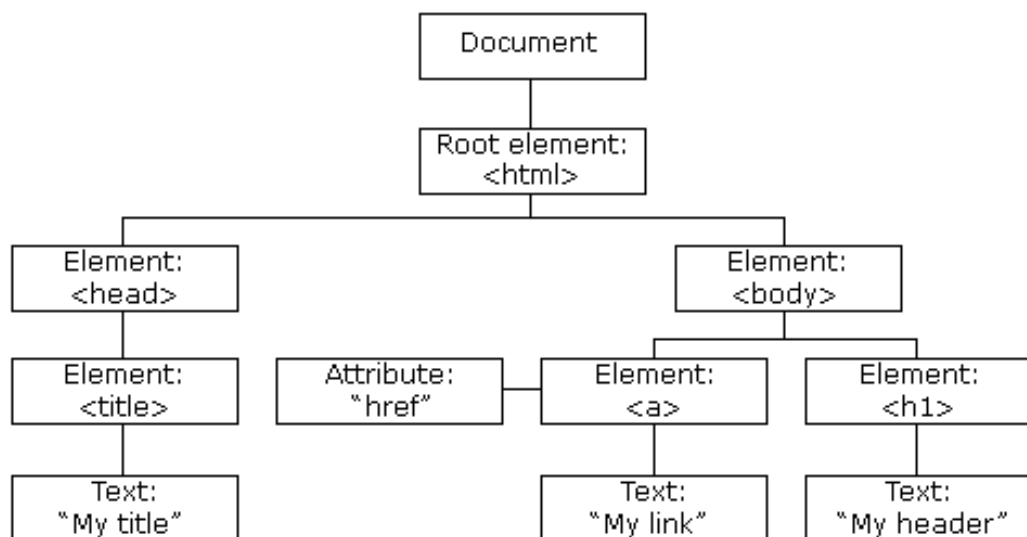 Document
Root element:
<html>
Element:
<head>
Element:
<body>
Element:
<title>
Attribute:
“href”
Element:
<a>
Element:
<h1>
Text:
“My title”
Text:
“My link”
Text:
“My header”